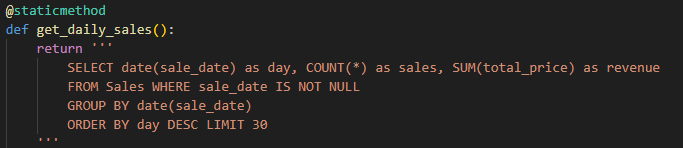 @staticmethod
def get_daily_sales():
    return '''
        SELECT date(sale_date) as day, COUNT(*) as sales, SUM(total_price) as revenue
        FROM Sales WHERE sale_date IS NOT NULL
        GROUP BY date(sale_date)
        ORDER BY day DESC LIMIT 30
    '''